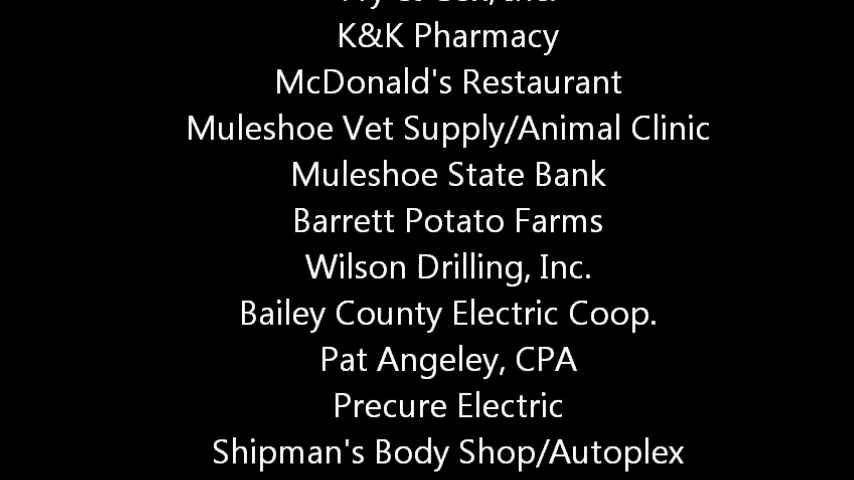 K&K Pharmacy
McDonald's Restaurant
Muleshoe Vet Supply/Animal Clinic
Muleshoe State Bank
Barrett Potato Farms
Wilson Drilling, Inc.
Bailey County Electric Coop.
Pat Angeley, CPA
Precure Electric
Shipman's Body Shop/Autoplex